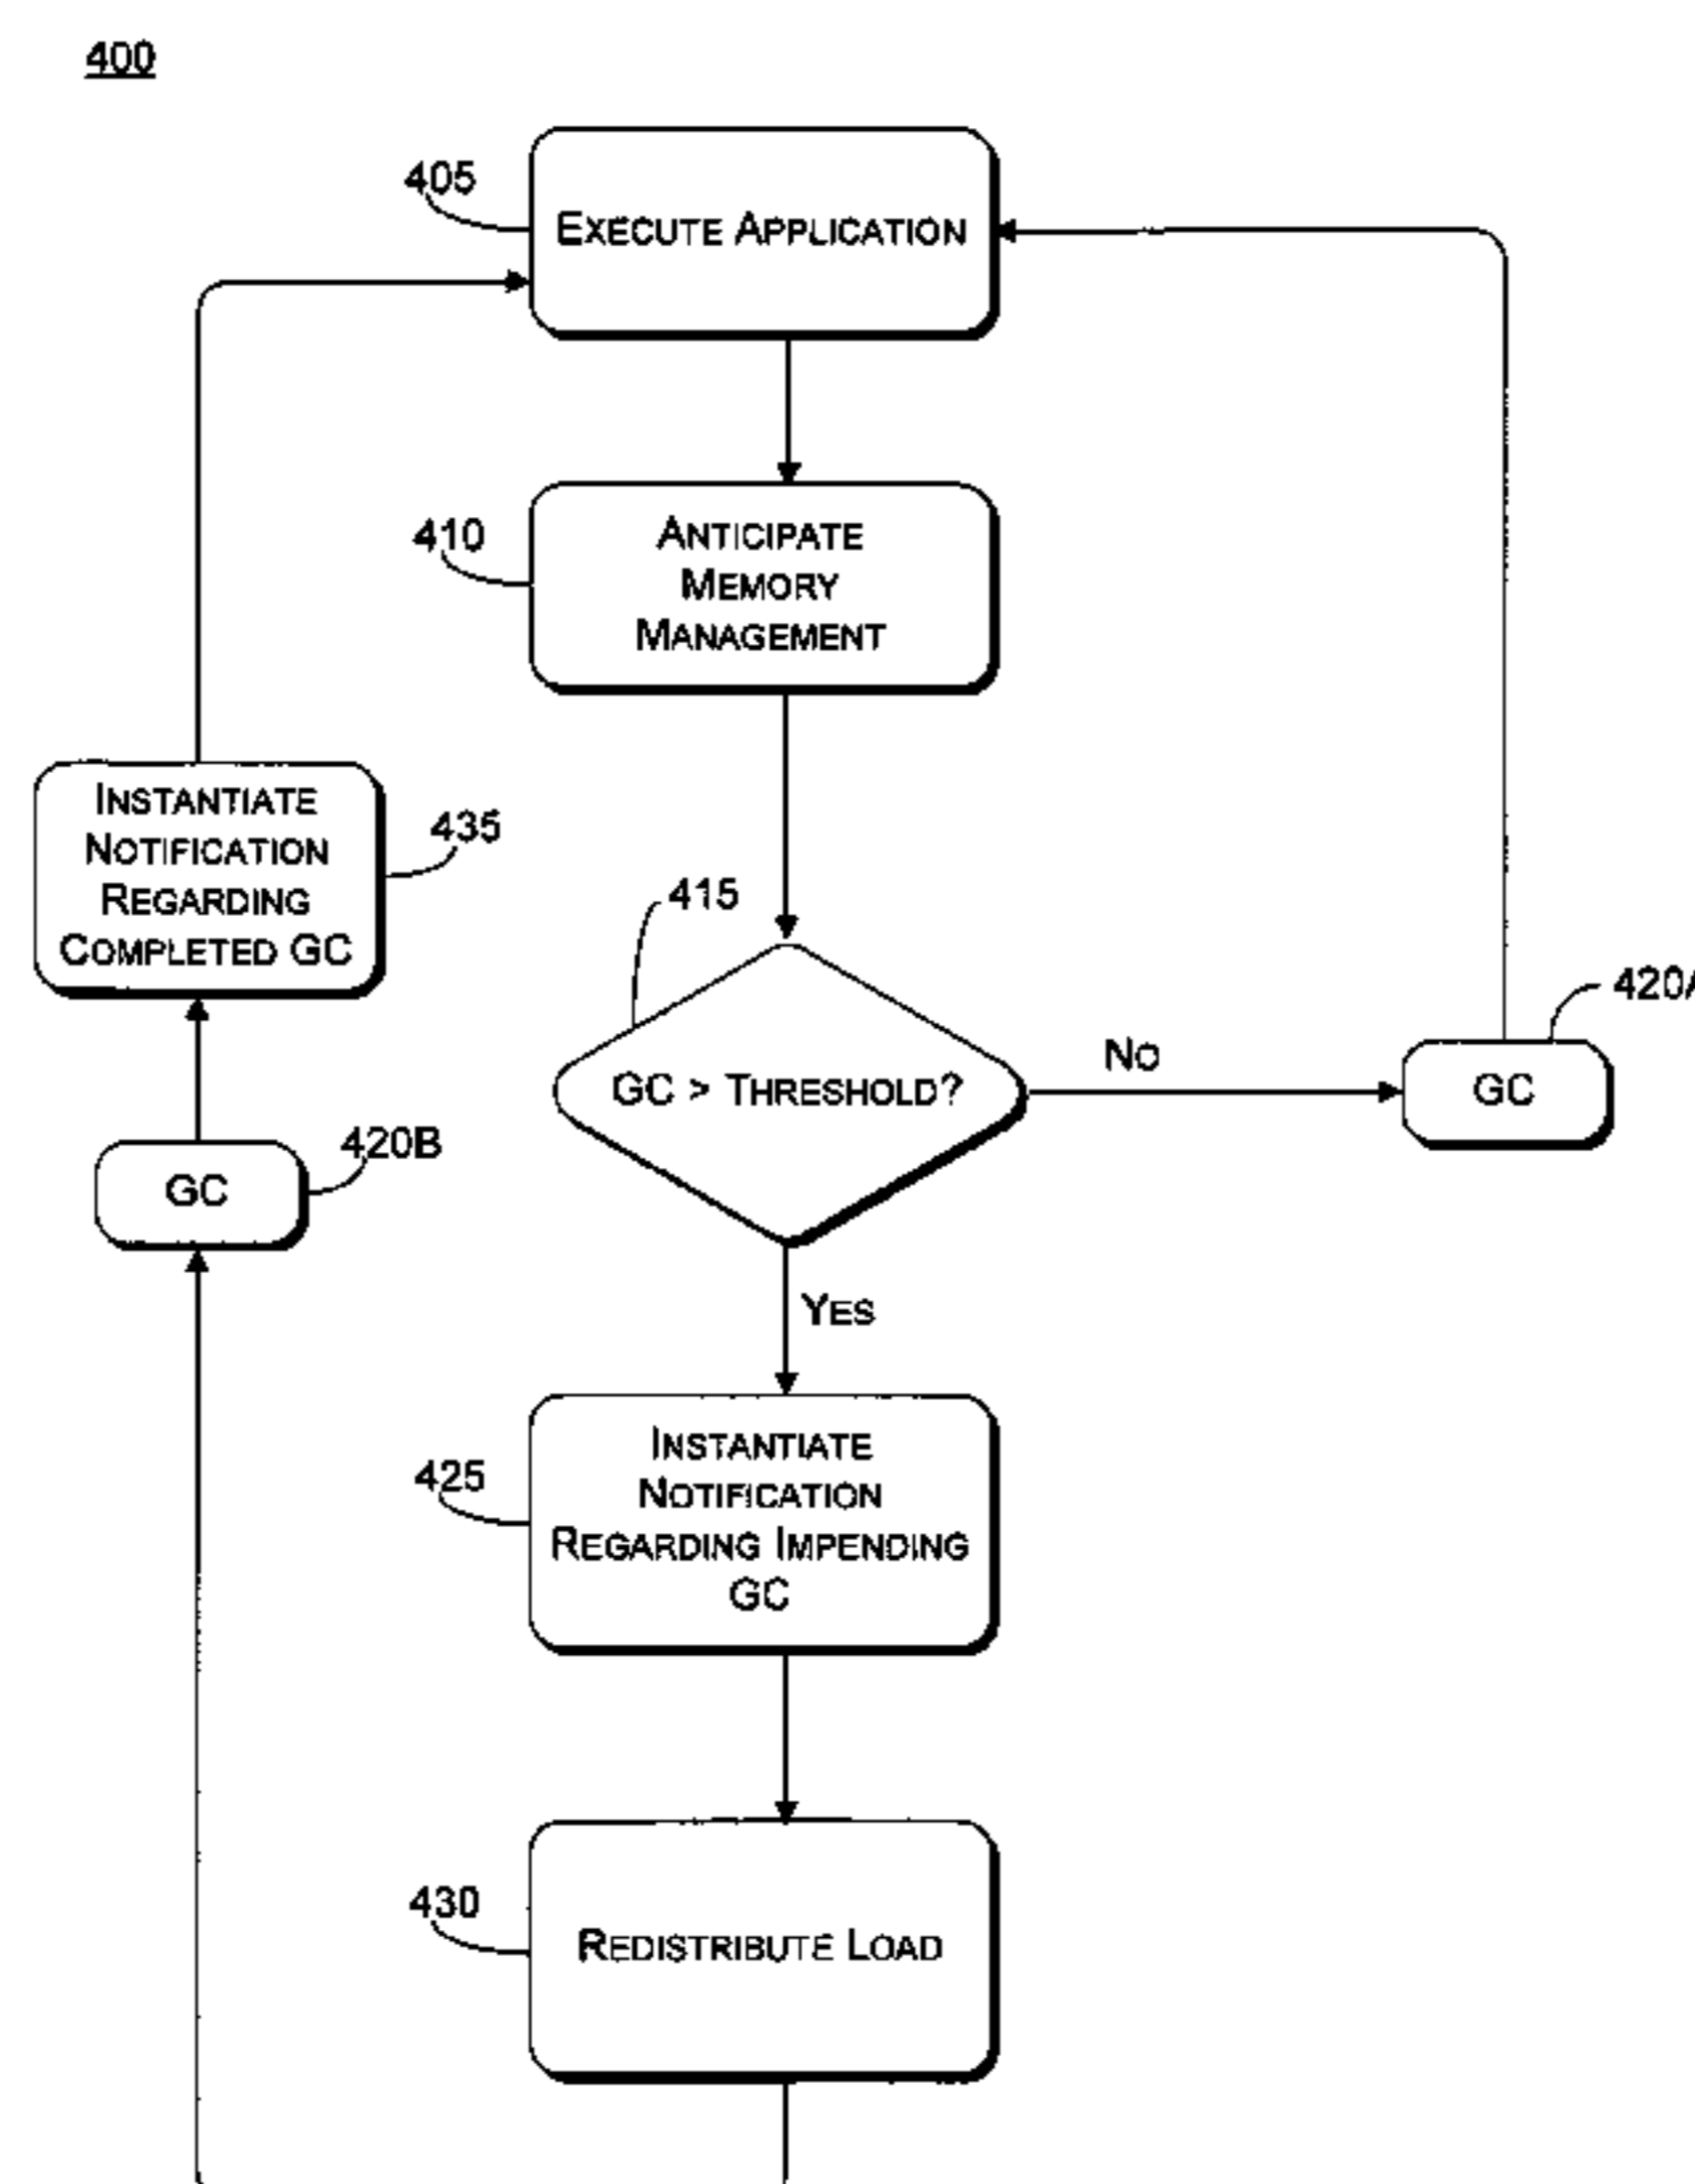 400
405
EXECUTE APPLICATION
410
ANTICIPATE
MEMORY
MANAGEMENT
INSTANTIATE
NOTIFICATION
REGARDING
COMPLETED GC
435
415
GC > THRESHOLD?
NO
420A
GC
420B
GC
YES
425
INSTANTIATE
NOTIFICATION
REGARDING IMPENDING
GC
430
REDISTRIBUTE LOAD